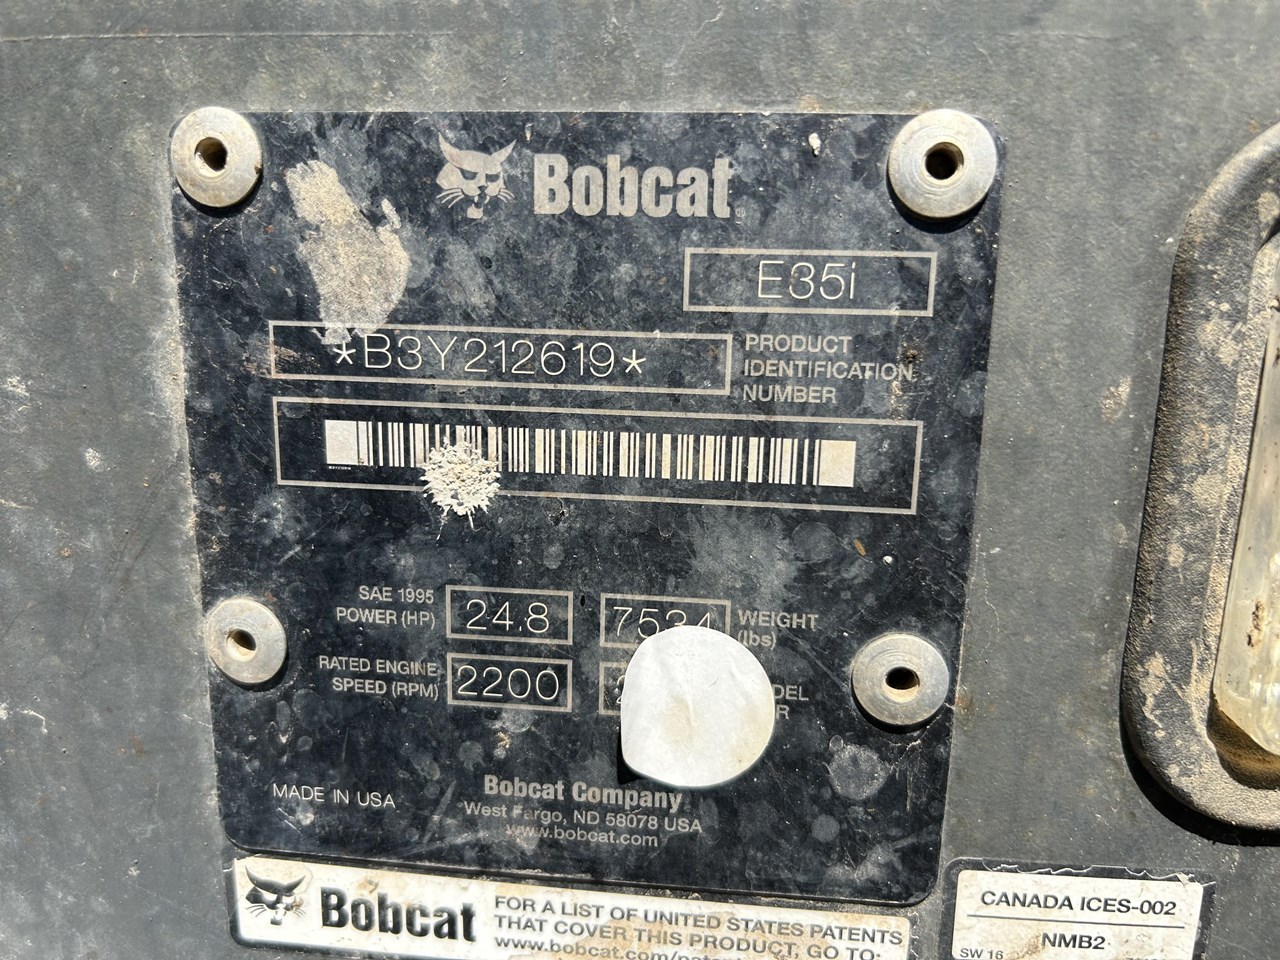 Bobcat
E35i
*B3Y212619*
PRODUCT
IDENTIFICATION
NUMBER
SAE 1995
POWER (HP)
24.8
WEIGHT
(lbs)
RATED ENGINE
SPEED (RPM)
2200
MADE IN USA
Bobcat Company
West Fargo, ND 58078 USA
www.bobcat.com
Bobcat
FOR A LIST OF UNITED STATES PATENTS
THAT COVER THIS PRODUCT, GO TO:
CANADA ICES-002
NMB2
SW 16